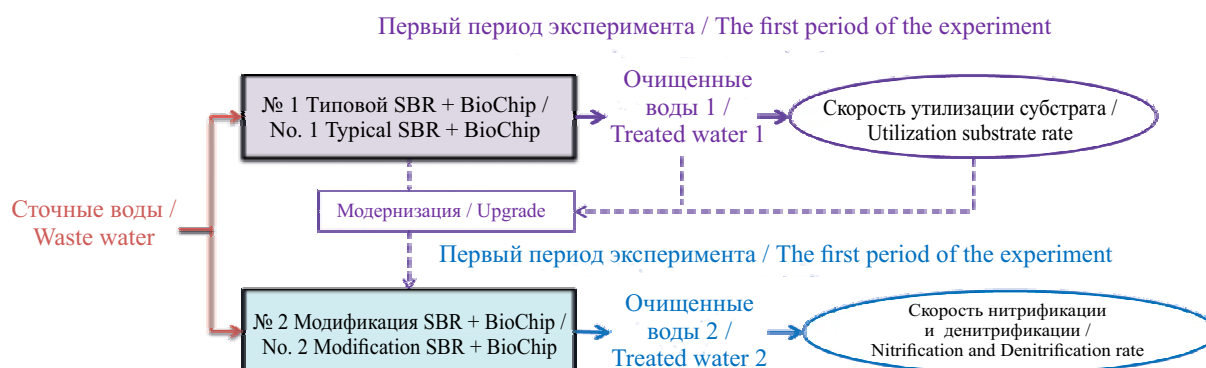 Первый период эксперимента / The first period of the experiment
№ 1 Типовой SBR + BioChip /
No. 1 Typical SBR + BioChip
Очищенные
воды 1 /
Treated water 1
Скорость утилизации субстрата /
Utilization substrate rate
Модернизация / Upgrade
Сточные воды /
Waste water
Первый период эксперимента / The first period of the experiment
№ 2 Модификация SBR + BioChip /
No. 2 Modification SBR + BioChip
Очищенные
воды 2 /
Treated water 2
Скорость нитрификации
и денитрификации /
Nitrification and Denitrification rate